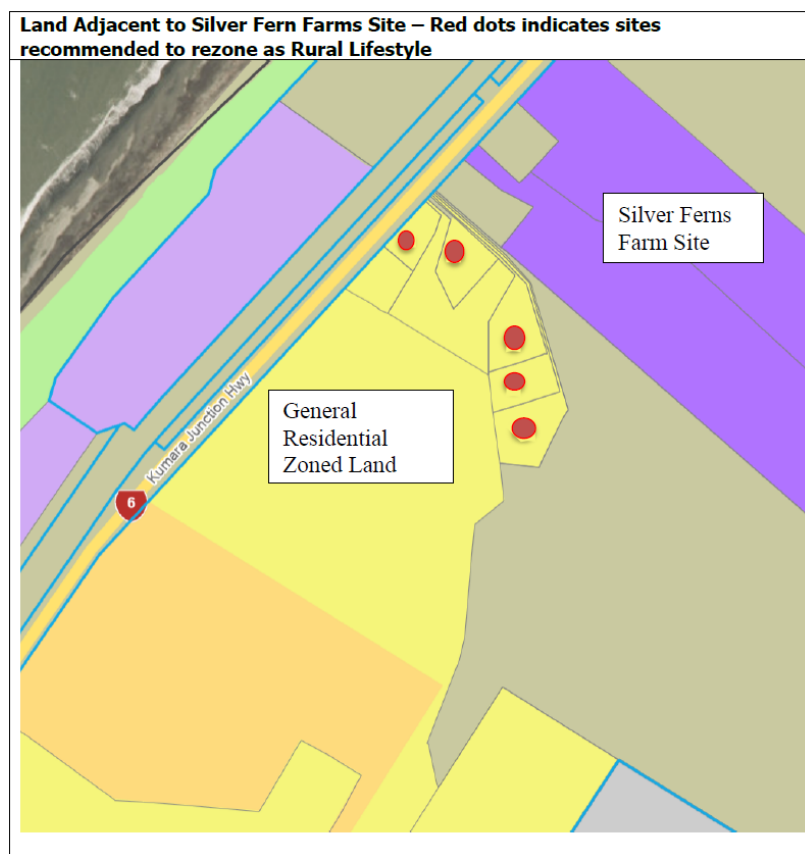 Land Adjacent to Silver Fern Farms Site – Red dots indicates sites
recommended to rezone as Rural Lifestyle
Silver Ferns
Farm Site
General
Residential
Zoned Land
Kumara Junction Hwy
6